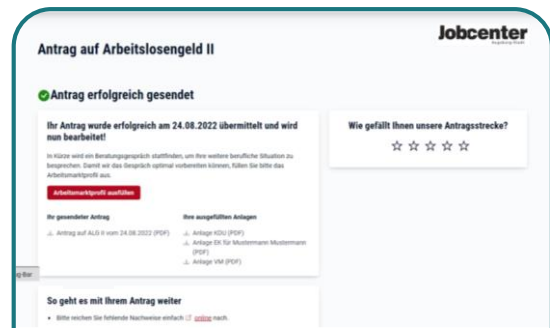 Jobcenter
Antrag auf Arbeitslosengeld II
Antrag erfolgreich gesendet
Ihr Antrag wurde erfolgreich am 24.08.2022 übermittelt und wird
nun bearbeitet!
In Kürze wird ein Beratungsgespräch stattfinden, um Ihre weitere berufliche Situation zu
besprechen. Damit wir das Gespräch optimal vorbereiten können, füllen Sie bitte das
Arbeitsmarktprofil aus.
Arbeitsmarktprofil ausfüllen
Ihr gesendeter Antrag
Antrag auf ALG II vom 24.08.2022 (PDF)
Ihre ausgefüllten Anlagen
Anlage KDU (PDF)
Anlage EK für Mustermann Mustermann
(PDF)
Anlage VM (PDF)
Wie gefällt Ihnen unsere Antragsstrecke?
So geht es mit Ihrem Antrag weiter
Bitte reichen Sie fehlende Nachweise einfach online nach.